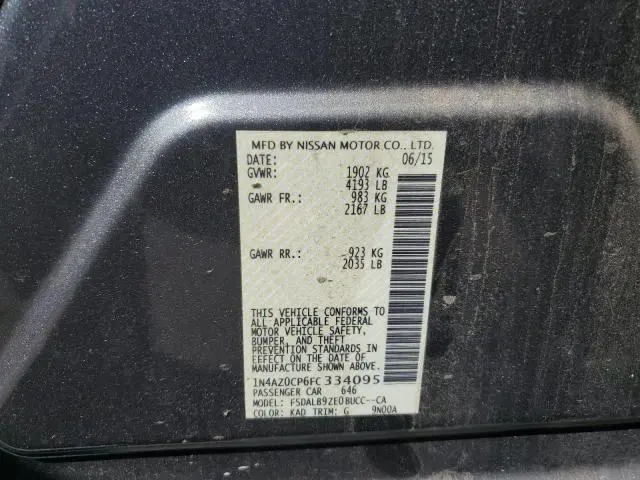 MFD BY NISSAN MOTOR CO., LTD.
DATE: 06/15
GVWR: 1902 KG
4193 LB
GAWR FR.: 983 KG
2167 LB
GAWR RR.: 923 KG
2035 LB
THIS VEHICLE CONFORMS TO
ALL APPLICABLE FEDERAL
MOTOR VEHICLE SAFETY,
BUMPER, AND THEFT
PREVENTION STANDARDS IN
EFFECT ON THE DATE OF
MANUFACTURE SHOWN ABOVE.
1N4AZ0CP6FC334095
PASSENGER CAR 646
MODEL: FSDALB9ZE0BUCC--CA
COLOR: KAD TRIM: G 9N00A